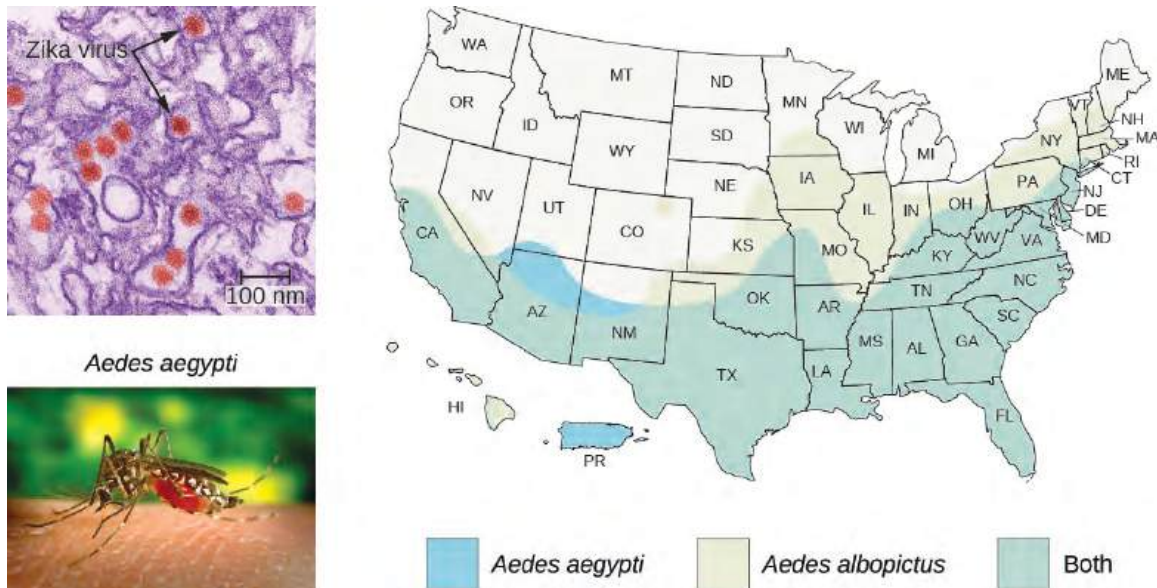 Zika virus
100 nm
Aedes aegypti
WA
OR
ID
MT
WY
ND
SD
NE
MN
WI
MI
IA
IL
IN
OH
PA
NY
VT
ME
NH
MA
RI
CT
NJ
DE
MD
NV
UT
CO
CA
AZ
NM
KS
MO
OK
AR
TX
LA
KY
WV
VA
TN
NC
SC
MS
AL
GA
FL
HI
PR
Aedes aegypti
Aedes albopictus
Both